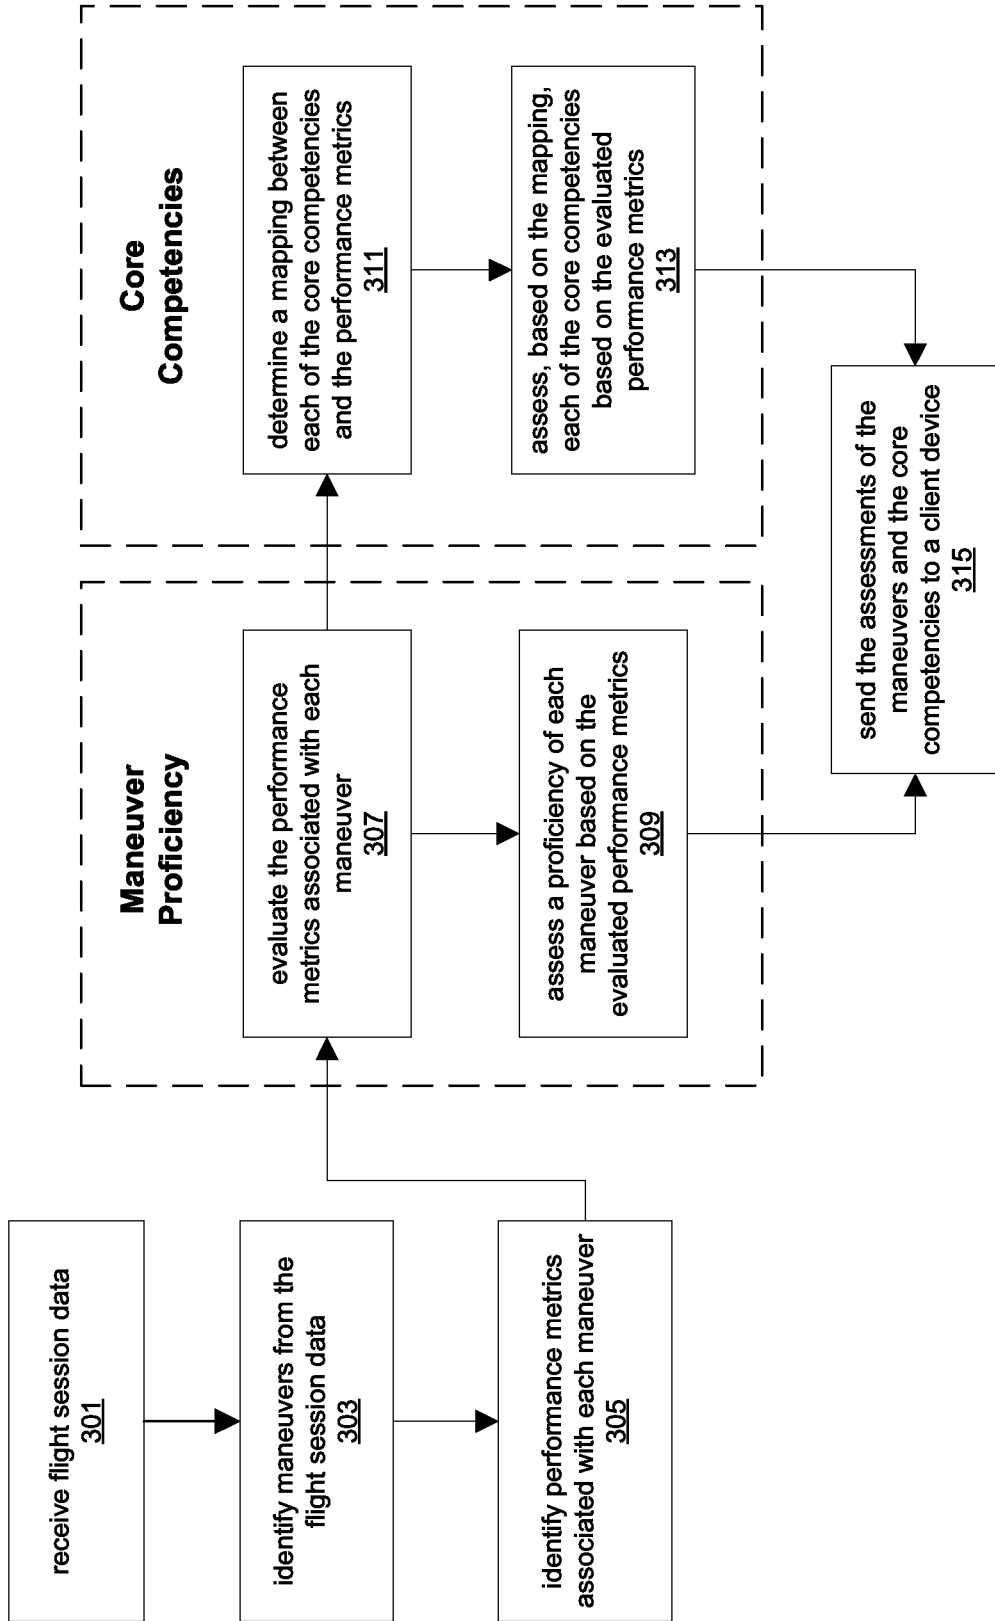 receive flight session data
301
identify maneuvers from the
flight session data
303
identify performance metrics
associated with each maneuver
305
Maneuver
Proficiency
evaluate the performance
metrics associated with each
maneuver
307
assess a proficiency of each
maneuver based on the
evaluated performance metrics
309
Core
Competencies
determine a mapping between
each of the core competencies
and the performance metrics
311
assess, based on the mapping,
each of the core competencies
based on the evaluated
performance metrics
313
send the assessments of the
maneuvers and the core
competencies to a client device
315